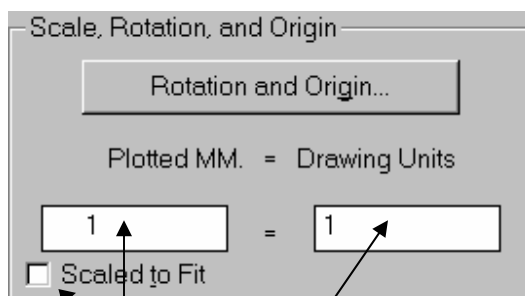 Scale, Rotation, and Origin
Rotation and Origin...
Plotted MM. = Drawing Units
1 = 1
Scaled to Fit